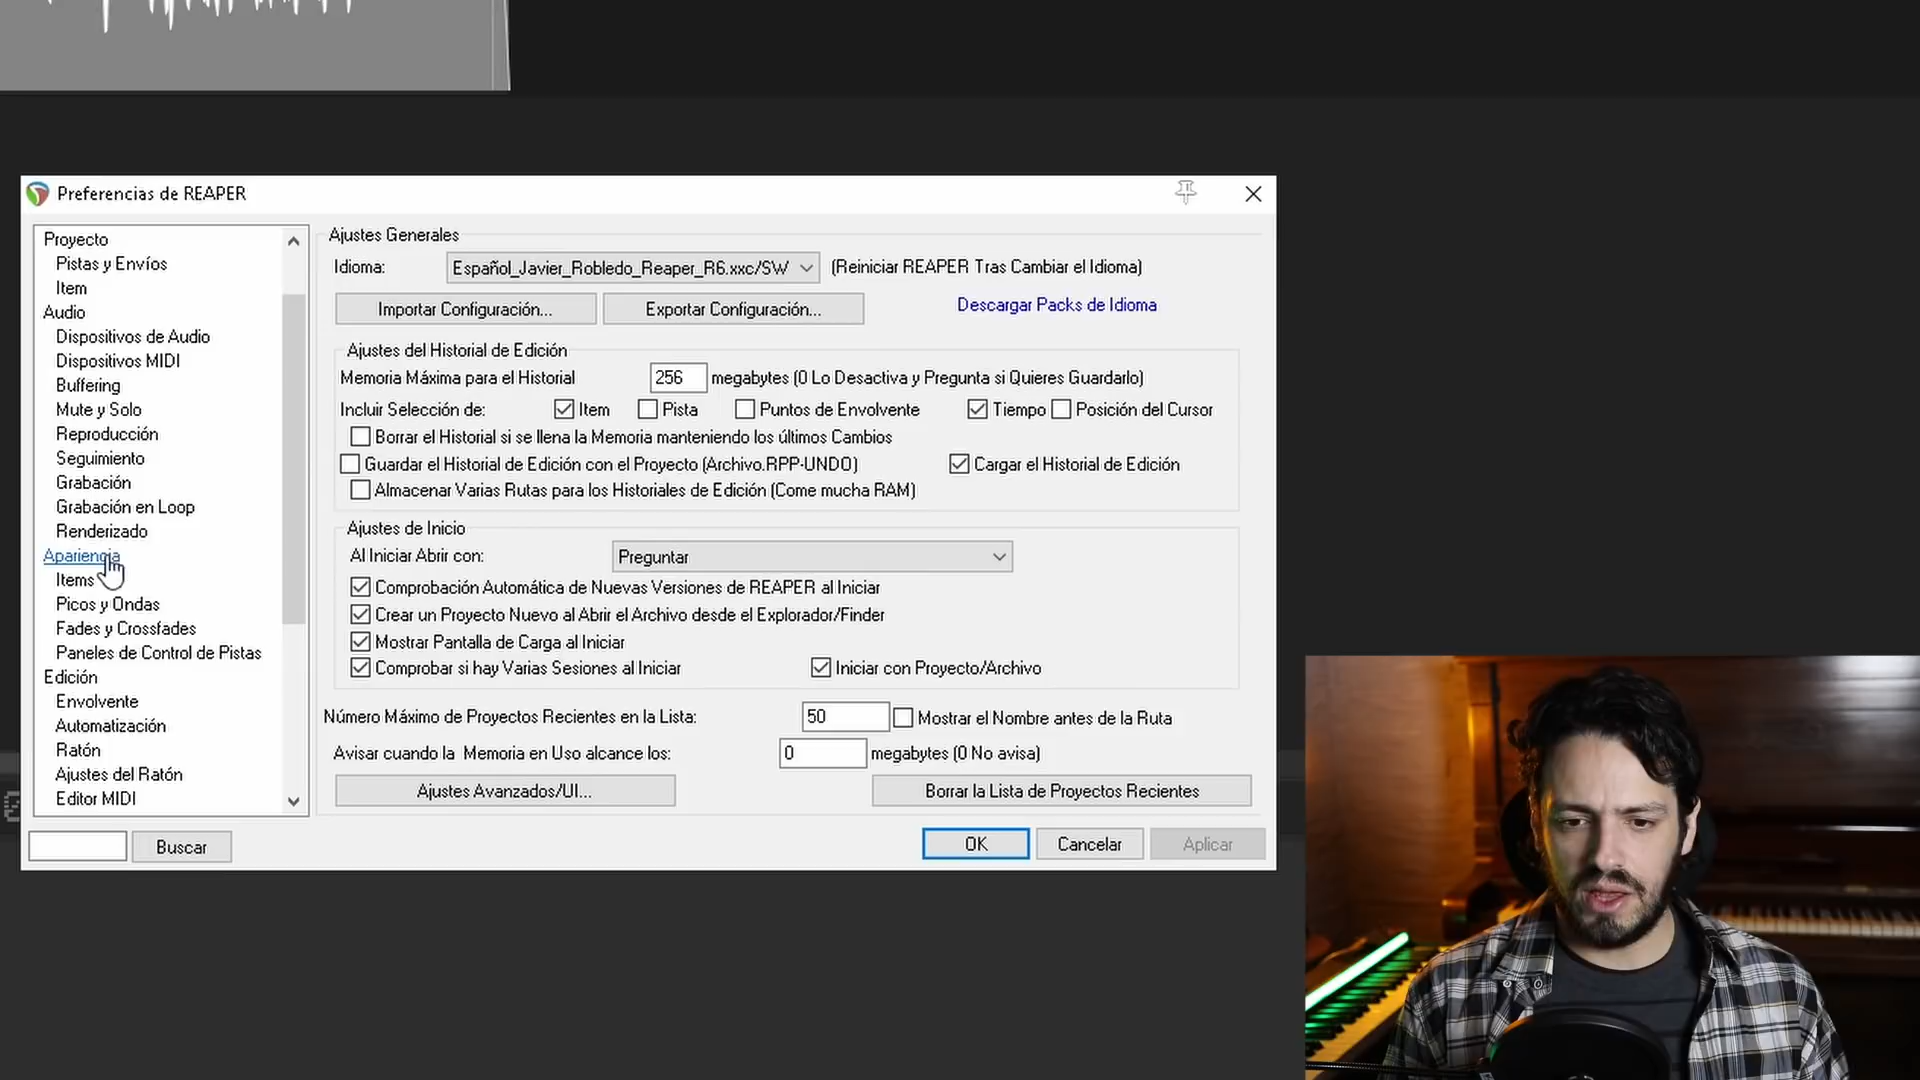 Preferencias de REAPER
Proyecto
Pistas y Envíos
Item
Audio
Dispositivos de Audio
Dispositivos MIDI
Buffering
Mute y Solo
Reproducción
Seguimiento
Grabación
Grabación en Loop
Renderizado
Apariencia
Items
Picos y Ondas
Fades y Crossfades
Paneles de Control de Pistas
Edición
Envolvente
Automatización
Ratón
Ajustes del Ratón
Editor MIDI
Buscar
Ajustes Generales
Idioma: Español_Javier_Robledo_Reaper_R6.xxc/SW (Reiniciar REAPER Tras Cambiar el Idioma)
Importar Configuración... Exportar Configuración... Descargar Packs de Idioma
Ajustes del Historial de Edición
Memoria Máxima para el Historial 256 megabytes (0 Lo Desactiva y Pregunta si Quieres Guardarlo)
Incluir Selección de: Item Pista Puntos de Envolvente Tiempo Posición del Cursor
Borrar el Historial si se llena la Memoria manteniendo los últimos Cambios
Guardar el Historial de Edición con el Proyecto (Archivo.RPP-UNDO) Cargar el Historial de Edición
Almacenar Varias Rutas para los Historiales de Edición (Come mucha RAM)
Ajustes de Inicio
Al Iniciar Abrir con: Preguntar
Comprobación Automática de Nuevas Versiones de REAPER al Iniciar
Crear un Proyecto Nuevo al Abrir el Archivo desde el Explorador/Finder
Mostrar Pantalla de Carga al Iniciar
Comprobar si hay Varias Sesiones al Iniciar Iniciar con Proyecto/Archivo
Número Máximo de Proyectos Recientes en la Lista: 50 Mostrar el Nombre antes de la Ruta
Avisar cuando la Memoria en Uso alcance los: 0 megabytes (0 No avisa)
Ajustes Avanzados/UI... Borrar la Lista de Proyectos Recientes
OK Cancelar Aplicar